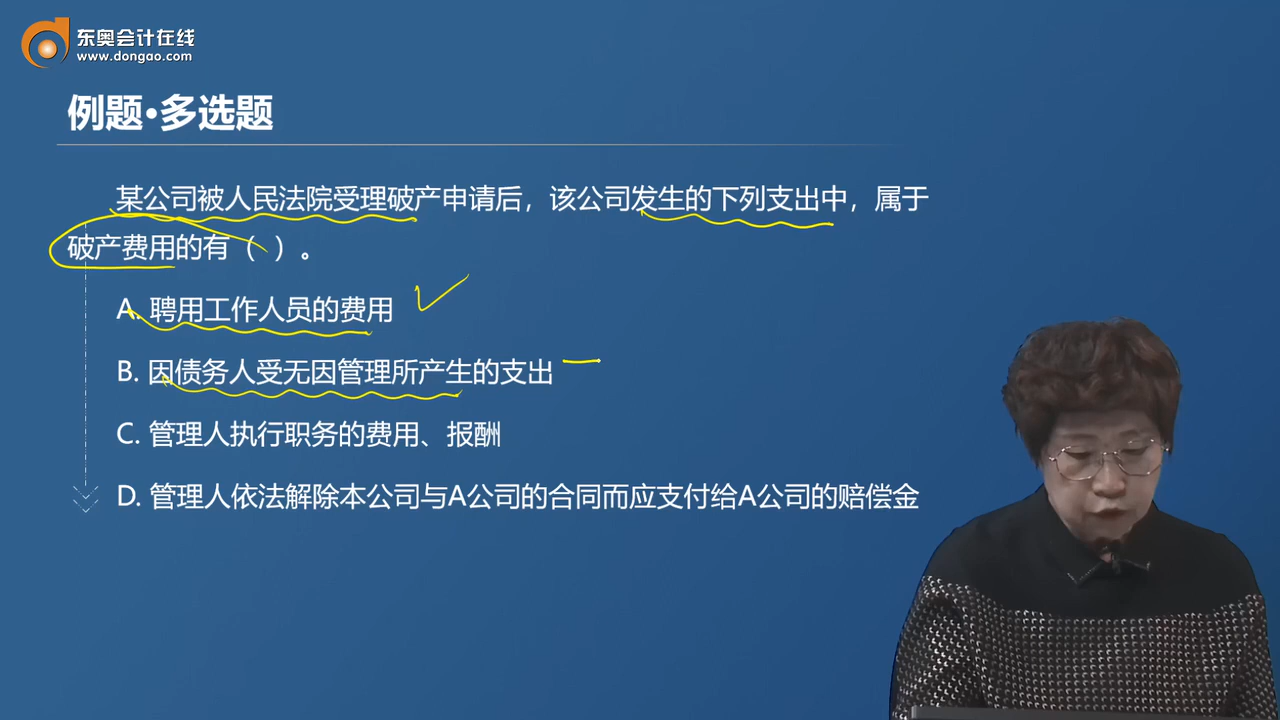 东奥会计在线
www.dongao.com
例题•多选题
某公司被人民法院受理破产申请后，该公司发生的下列支出中，属于
破产费用的有（ ）。
A. 聘用工作人员的费用
B. 因债务人受无因管理所产生的支出
C. 管理人执行职务的费用、报酬
D. 管理人依法解除本公司与A公司的合同而应支付给A公司的赔偿金